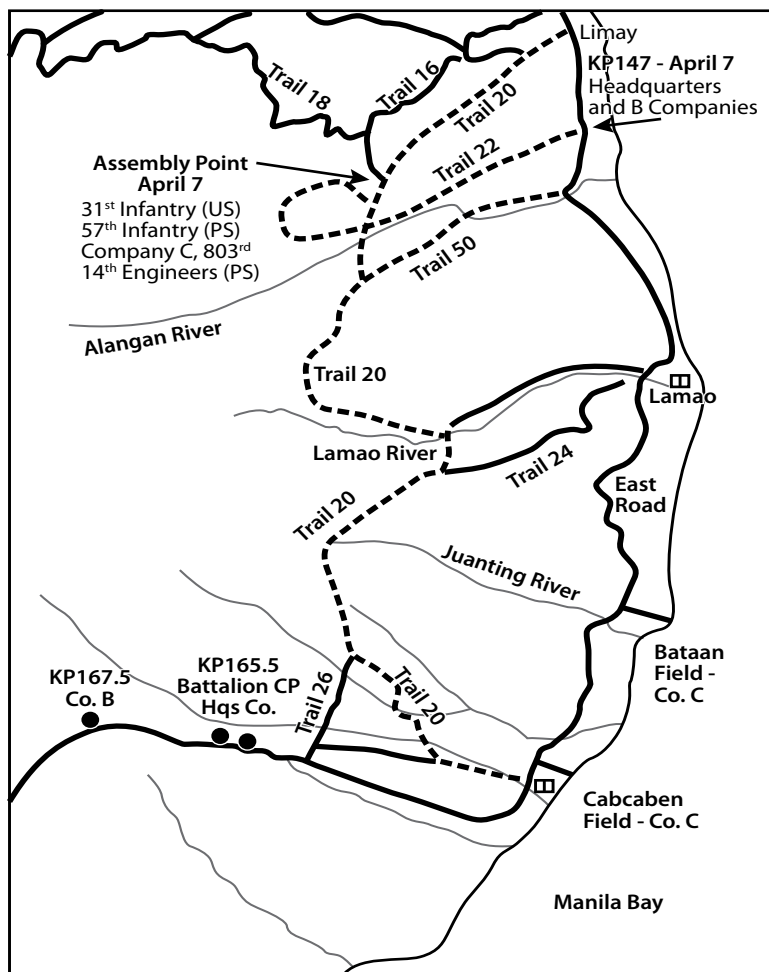 Limay
KP147 - April 7
Headquarters
and B Companies
Trail 18
Trail 16
Trail 20
Trail 22
Assembly Point
April 7
31st Infantry (US)
57th Infantry (PS)
Company C, 803rd
14th Engineers (PS)
Trail 50
Alangan River
Trail 20
Lamao
Lamao River
Trail 24
East
Road
Trail 20
Juanting River
KP167.5
Co. B
KP165.5
Battalion CP
Hqs Co.
Trail 26
Trail 20
Bataan
Field -
Co. C
Cabcaben
Field - Co. C
Manila Bay